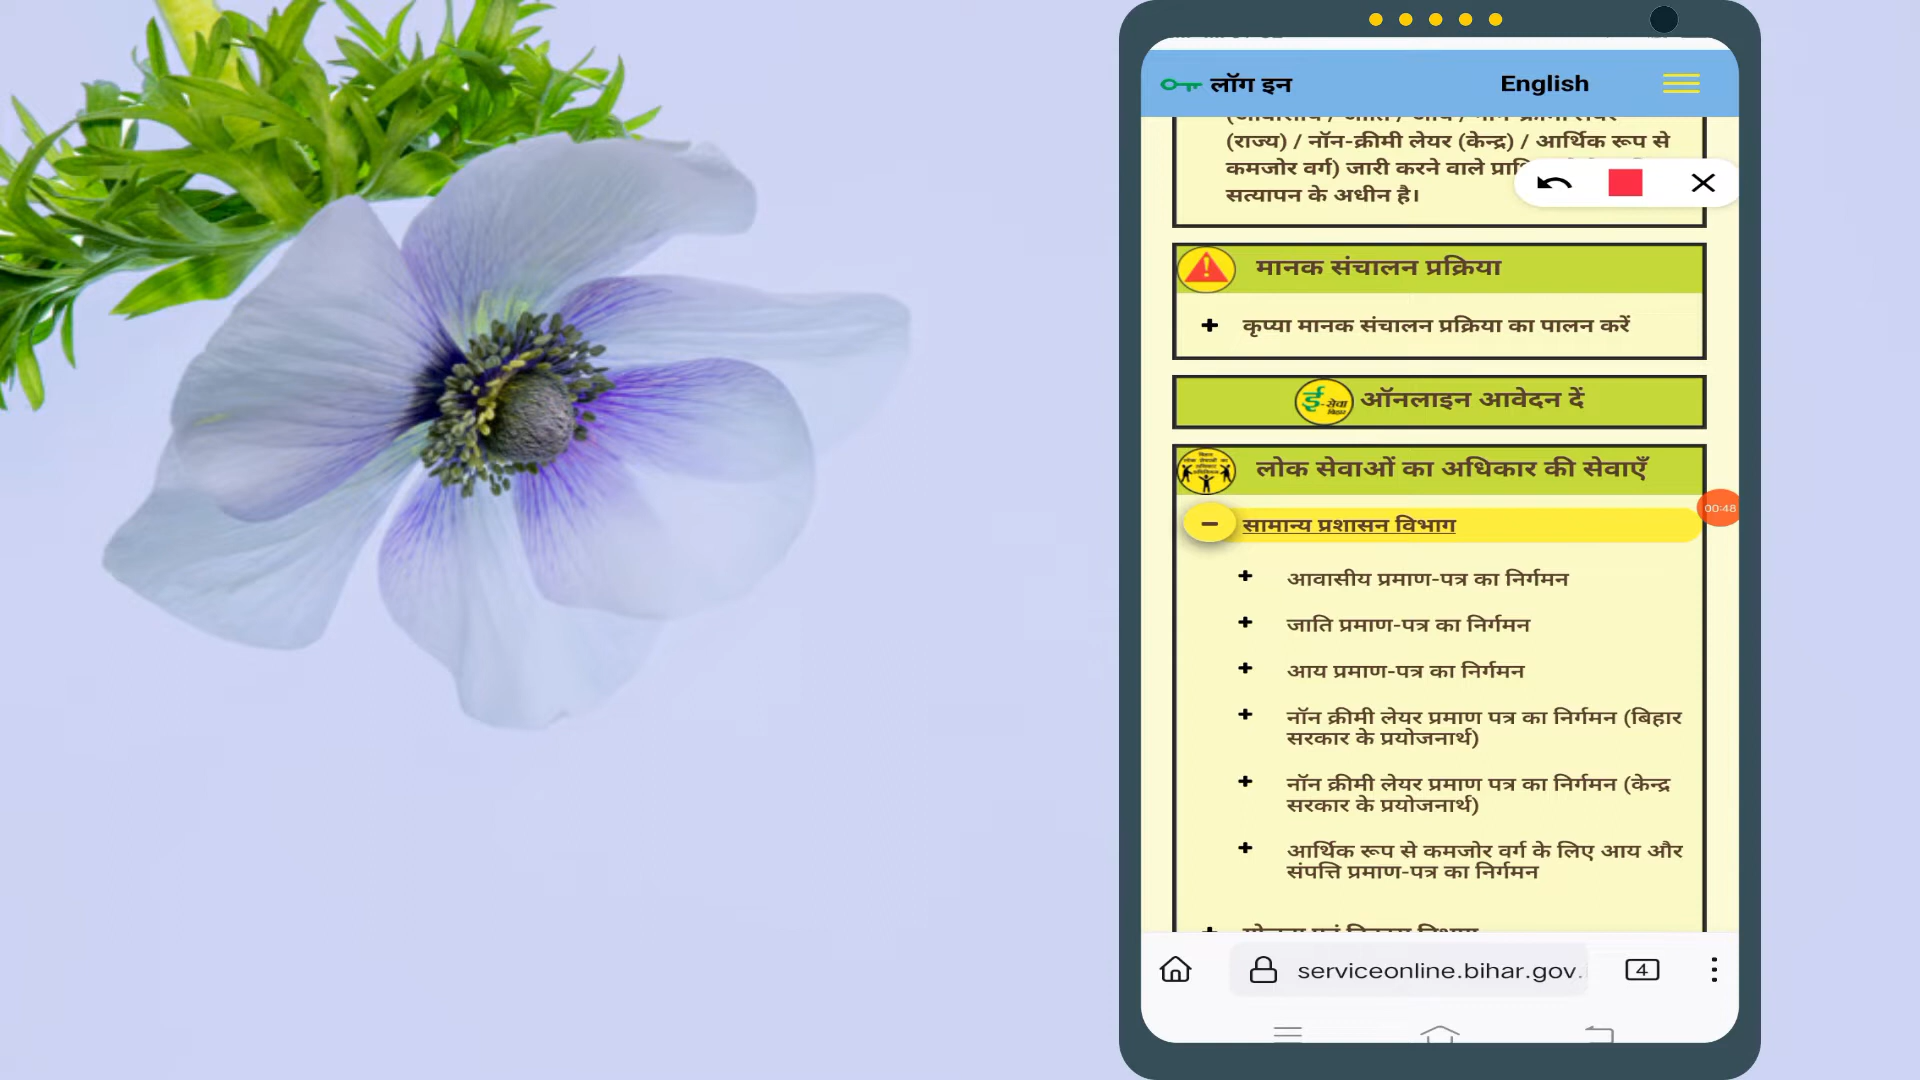 लॉग इन English
(राज्य) / नॉन-क्रीमी लेयर (केन्द्र) / आर्थिक रूप से
कमजोर वर्ग) जारी करने वाले
सत्यापन के अधीन है।
मानक संचालन प्रक्रिया
कृप्या मानक संचालन प्रक्रिया का पालन करें
ई-सेवा बिहार ऑनलाइन आवेदन दें
लोक सेवाओं का अधिकार की सेवाएँ
00:48
सामान्य प्रशासन विभाग
आवासीय प्रमाण-पत्र का निर्गमन
जाति प्रमाण-पत्र का निर्गमन
आय प्रमाण-पत्र का निर्गमन
नॉन क्रीमी लेयर प्रमाण पत्र का निर्गमन (बिहार
सरकार के प्रयोजनार्थ)
नॉन क्रीमी लेयर प्रमाण पत्र का निर्गमन (केन्द्र
सरकार के प्रयोजनार्थ)
आर्थिक रूप से कमजोर वर्ग के लिए आय और
संपत्ति प्रमाण-पत्र का निर्गमन
serviceonline.bihar.gov. 4